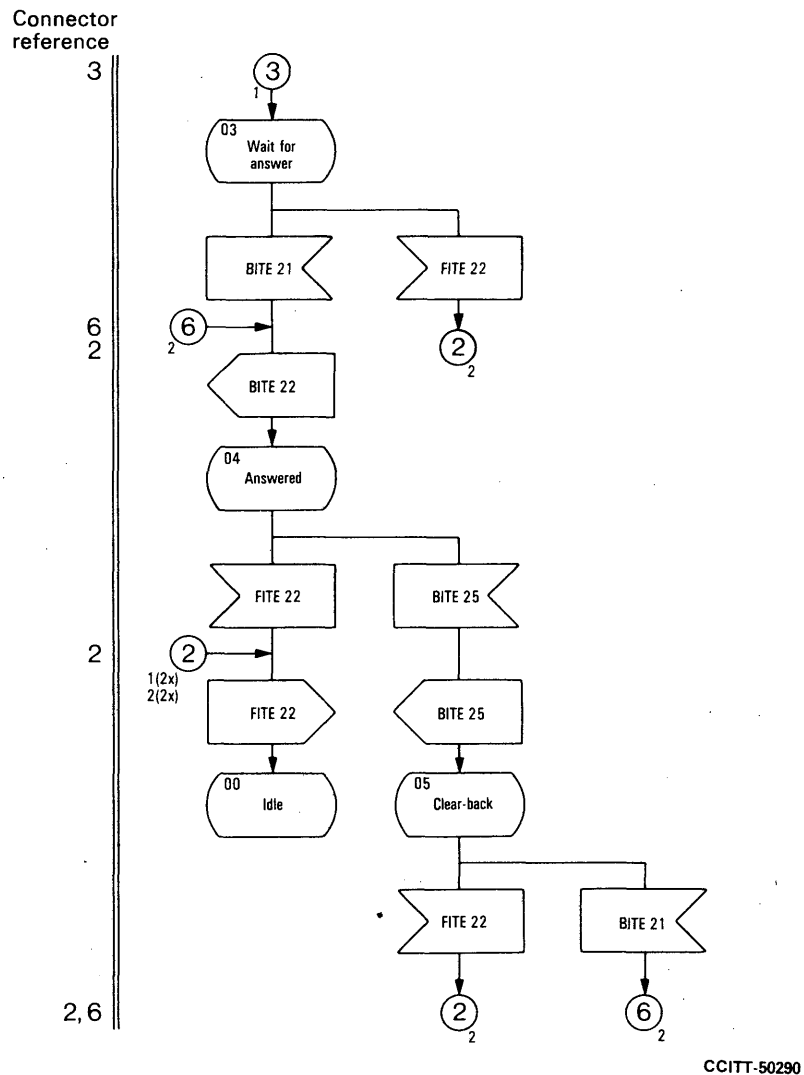 Connector
reference
3
3
1
03
Wait for
answer
BITE 21
FITE 22
6
6
2
2
2
2
BITE 22
04
Answered
FITE 22
BITE 25
2
2
1(2x)
2(2x)
FITE 22
BITE 25
00
Idle
05
Clear-back
FITE 22
BITE 21
2,6
2
2
6
2
CCITT-50290